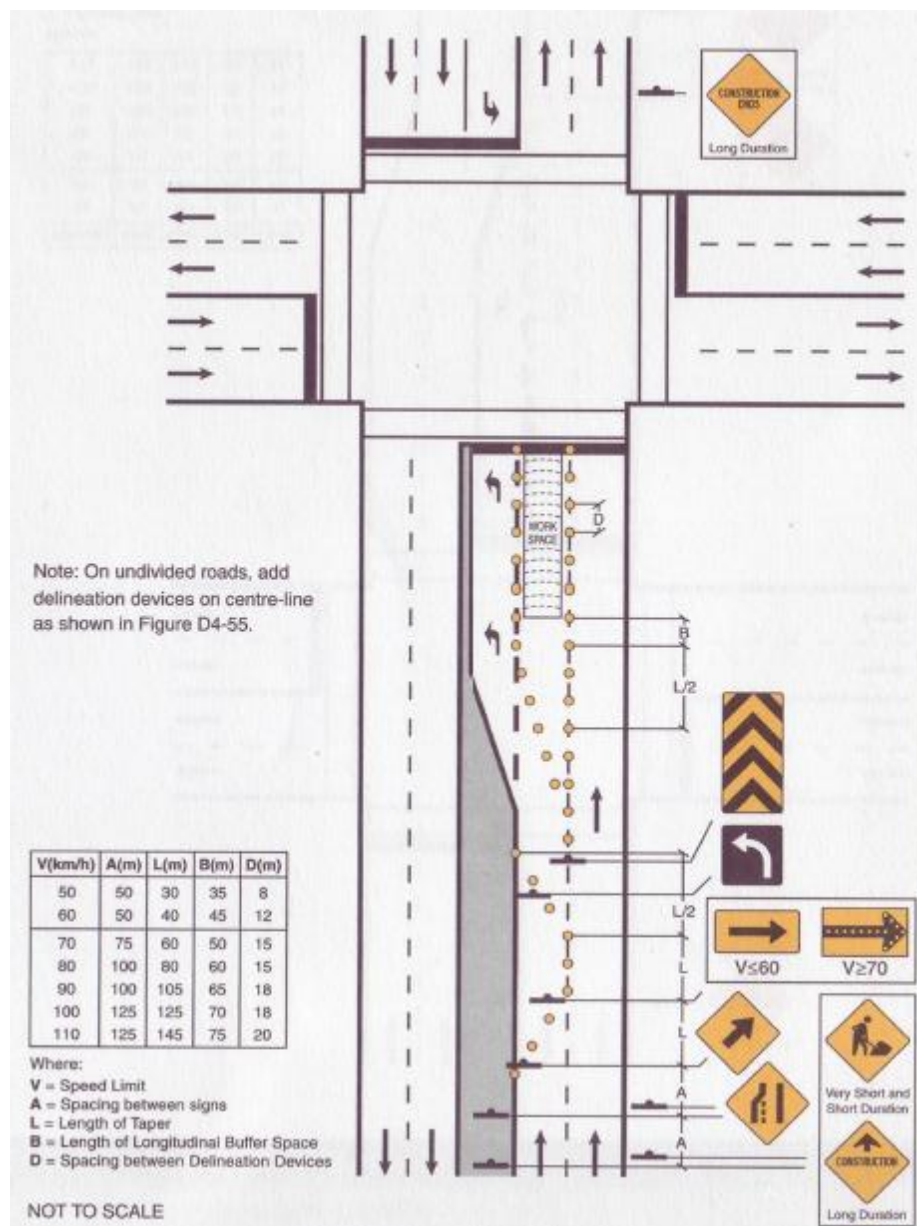 CONSTRUCTION
ENDS
Long Duration
WORK
SPACE
D
Note: On undivided roads, add
delineation devices on centre-line
as shown in Figure D4-55.
B
L/2
V(km/h) A(m) L(m) B(m) D(m)
50 50 30 35 8
60 50 40 45 12
70 75 60 50 15
80 100 80 60 15
90 100 105 65 18
100 125 125 70 18
110 125 145 75 20
L/2
V≤60 V≥70
L
L
Very Short and
Short Duration
A
A
CONSTRUCTION
Long Duration
Where:
V = Speed Limit
A = Spacing between signs
L = Length of Taper
B = Length of Longitudinal Buffer Space
D = Spacing between Delineation Devices
NOT TO SCALE